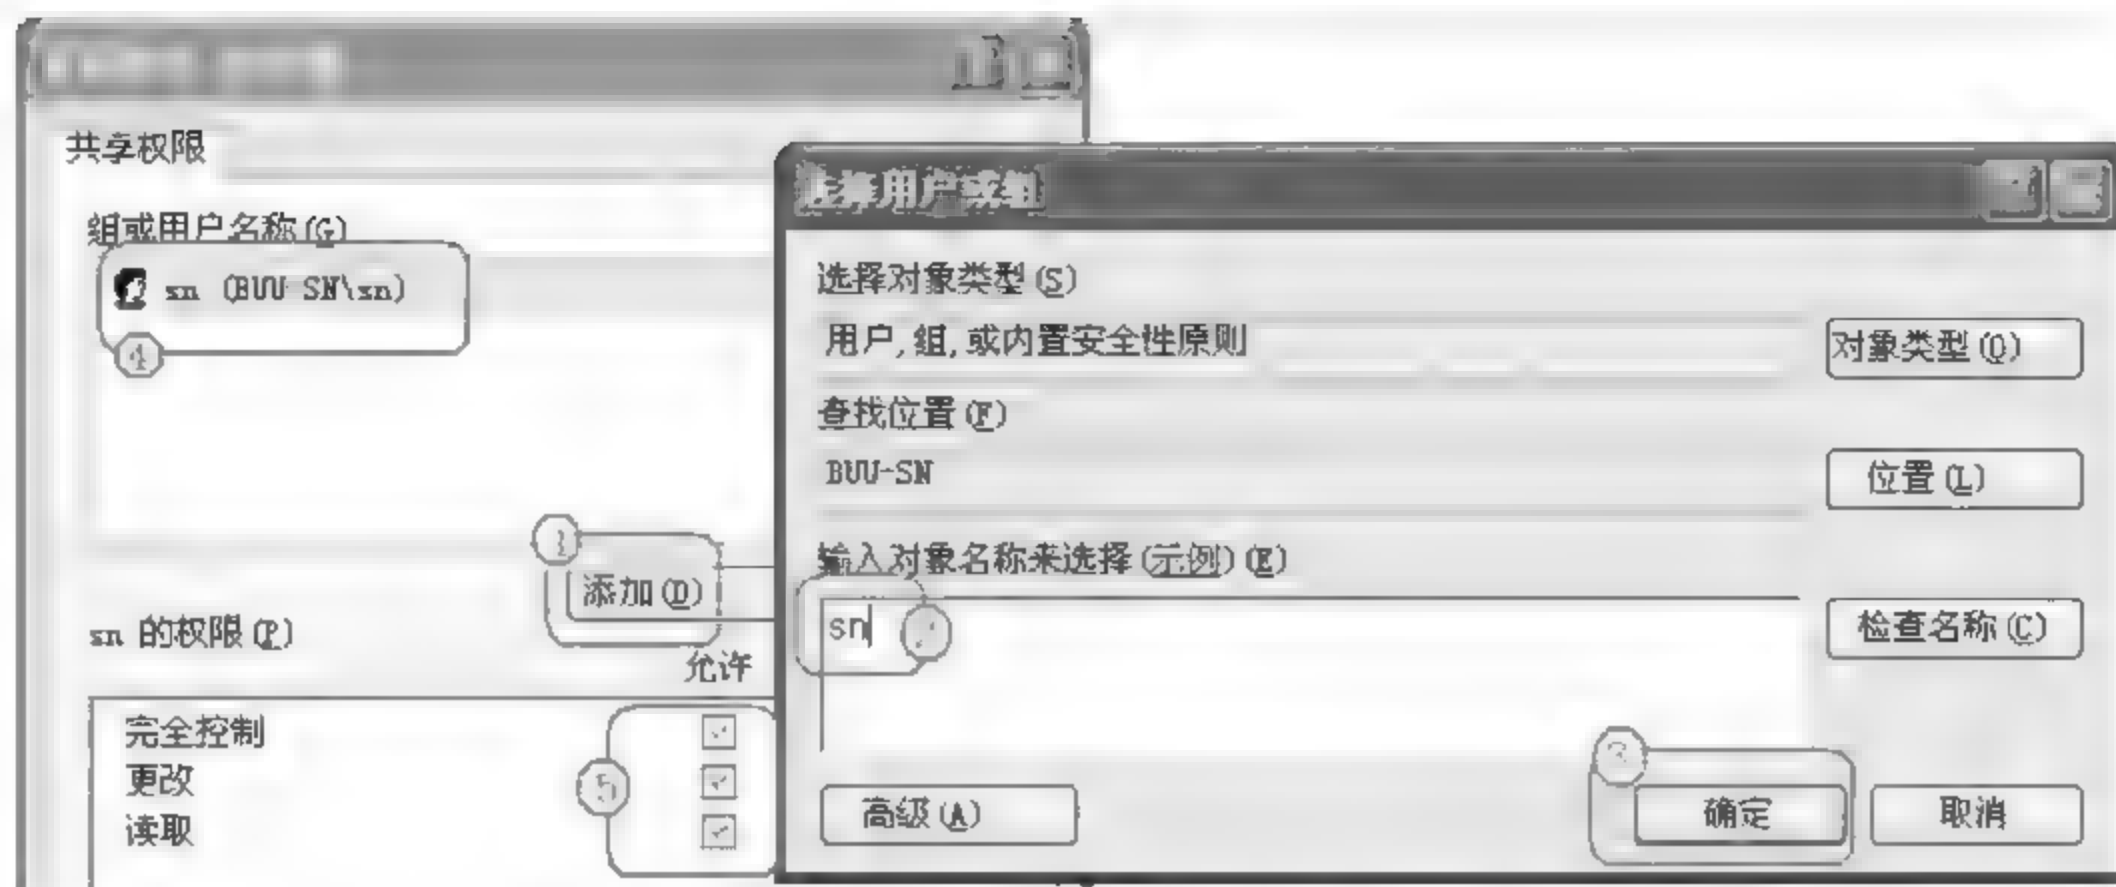 共享权限
组或用户名称(G)
sn (BUU-SN\sn)
4
1
添加(D)
sn 的权限(P)
允许
完全控制
更改
读取
5
选择用户或组
选择对象类型(S)
用户,组,或内置安全性原则
对象类型(O)
查找位置(F)
BUU-SN
位置(L)
输入对象名称来选择(示例)(E)
sn
检查名称(C)
3
高级(A)
确定
取消